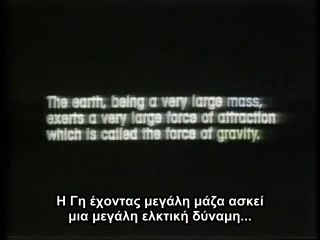 The earth, being a very large mass,
exerts a very large force of attraction
which is called the force of gravity.
Η Γη έχοντας μεγάλη μάζα ασκεί
μια μεγάλη ελκτική δύναμη...